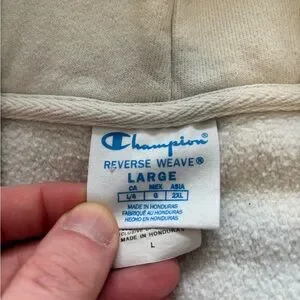 Champion®
REVERSE WEAVE®
LARGE
CA MEX ASIA
L/G G 2XL
MADE IN HONDURAS
FABRIQUÉ AU HONDURAS
HECHO EN HONDURAS
MADE IN HONDURAS
L